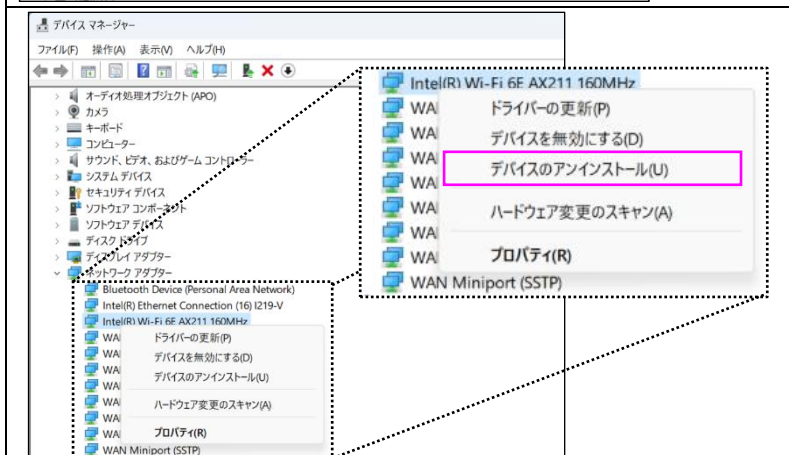 デバイス マネージャー
ファイル(F) 操作(A) 表示(V) ヘルプ(H)
オーディオ処理オブジェクト (APO)
カメラ
キーボード
コンピューター
サウンド、ビデオ、およびゲーム コントローラー
システム デバイス
セキュリティ デバイス
ソフトウェア コンポーネント
ソフトウェア デバイス
ディスク ドライブ
ディスプレイ アダプター
ネットワーク アダプター
Bluetooth Device (Personal Area Network)
Intel(R) Ethernet Connection (16) I219-V
Intel(R) Wi-Fi 6E AX211 160MHz
WA
ドライバーの更新(P)
WA
デバイスを無効にする(D)
WA
デバイスのアンインストール(U)
WA
WA
ハードウェア変更のスキャン(A)
WA
WA
プロパティ(R)
WAN Miniport (SSTP)
Intel(R) Wi-Fi 6E AX211 160MHz
WA
ドライバーの更新(P)
WA
デバイスを無効にする(D)
WA
デバイスのアンインストール(U)
WA
WA
ハードウェア変更のスキャン(A)
WA
WA
プロパティ(R)
WAN Miniport (SSTP)